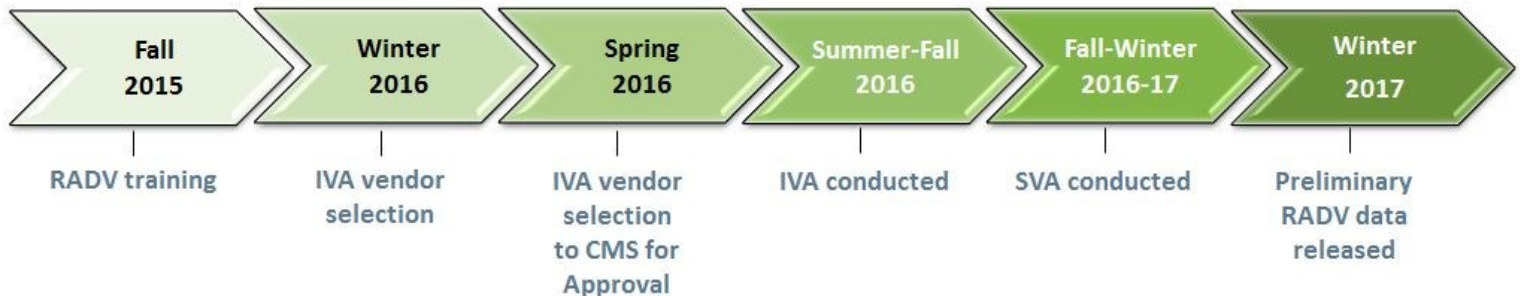 Fall
2015
Winter
2016
Spring
2016
Summer-Fall
2016
Fall-Winter
2016-17
Winter
2017
RADV training
IVA vendor
selection
IVA vendor
selection
to CMS for
Approval
IVA conducted
SVA conducted
Preliminary
RADV data
released